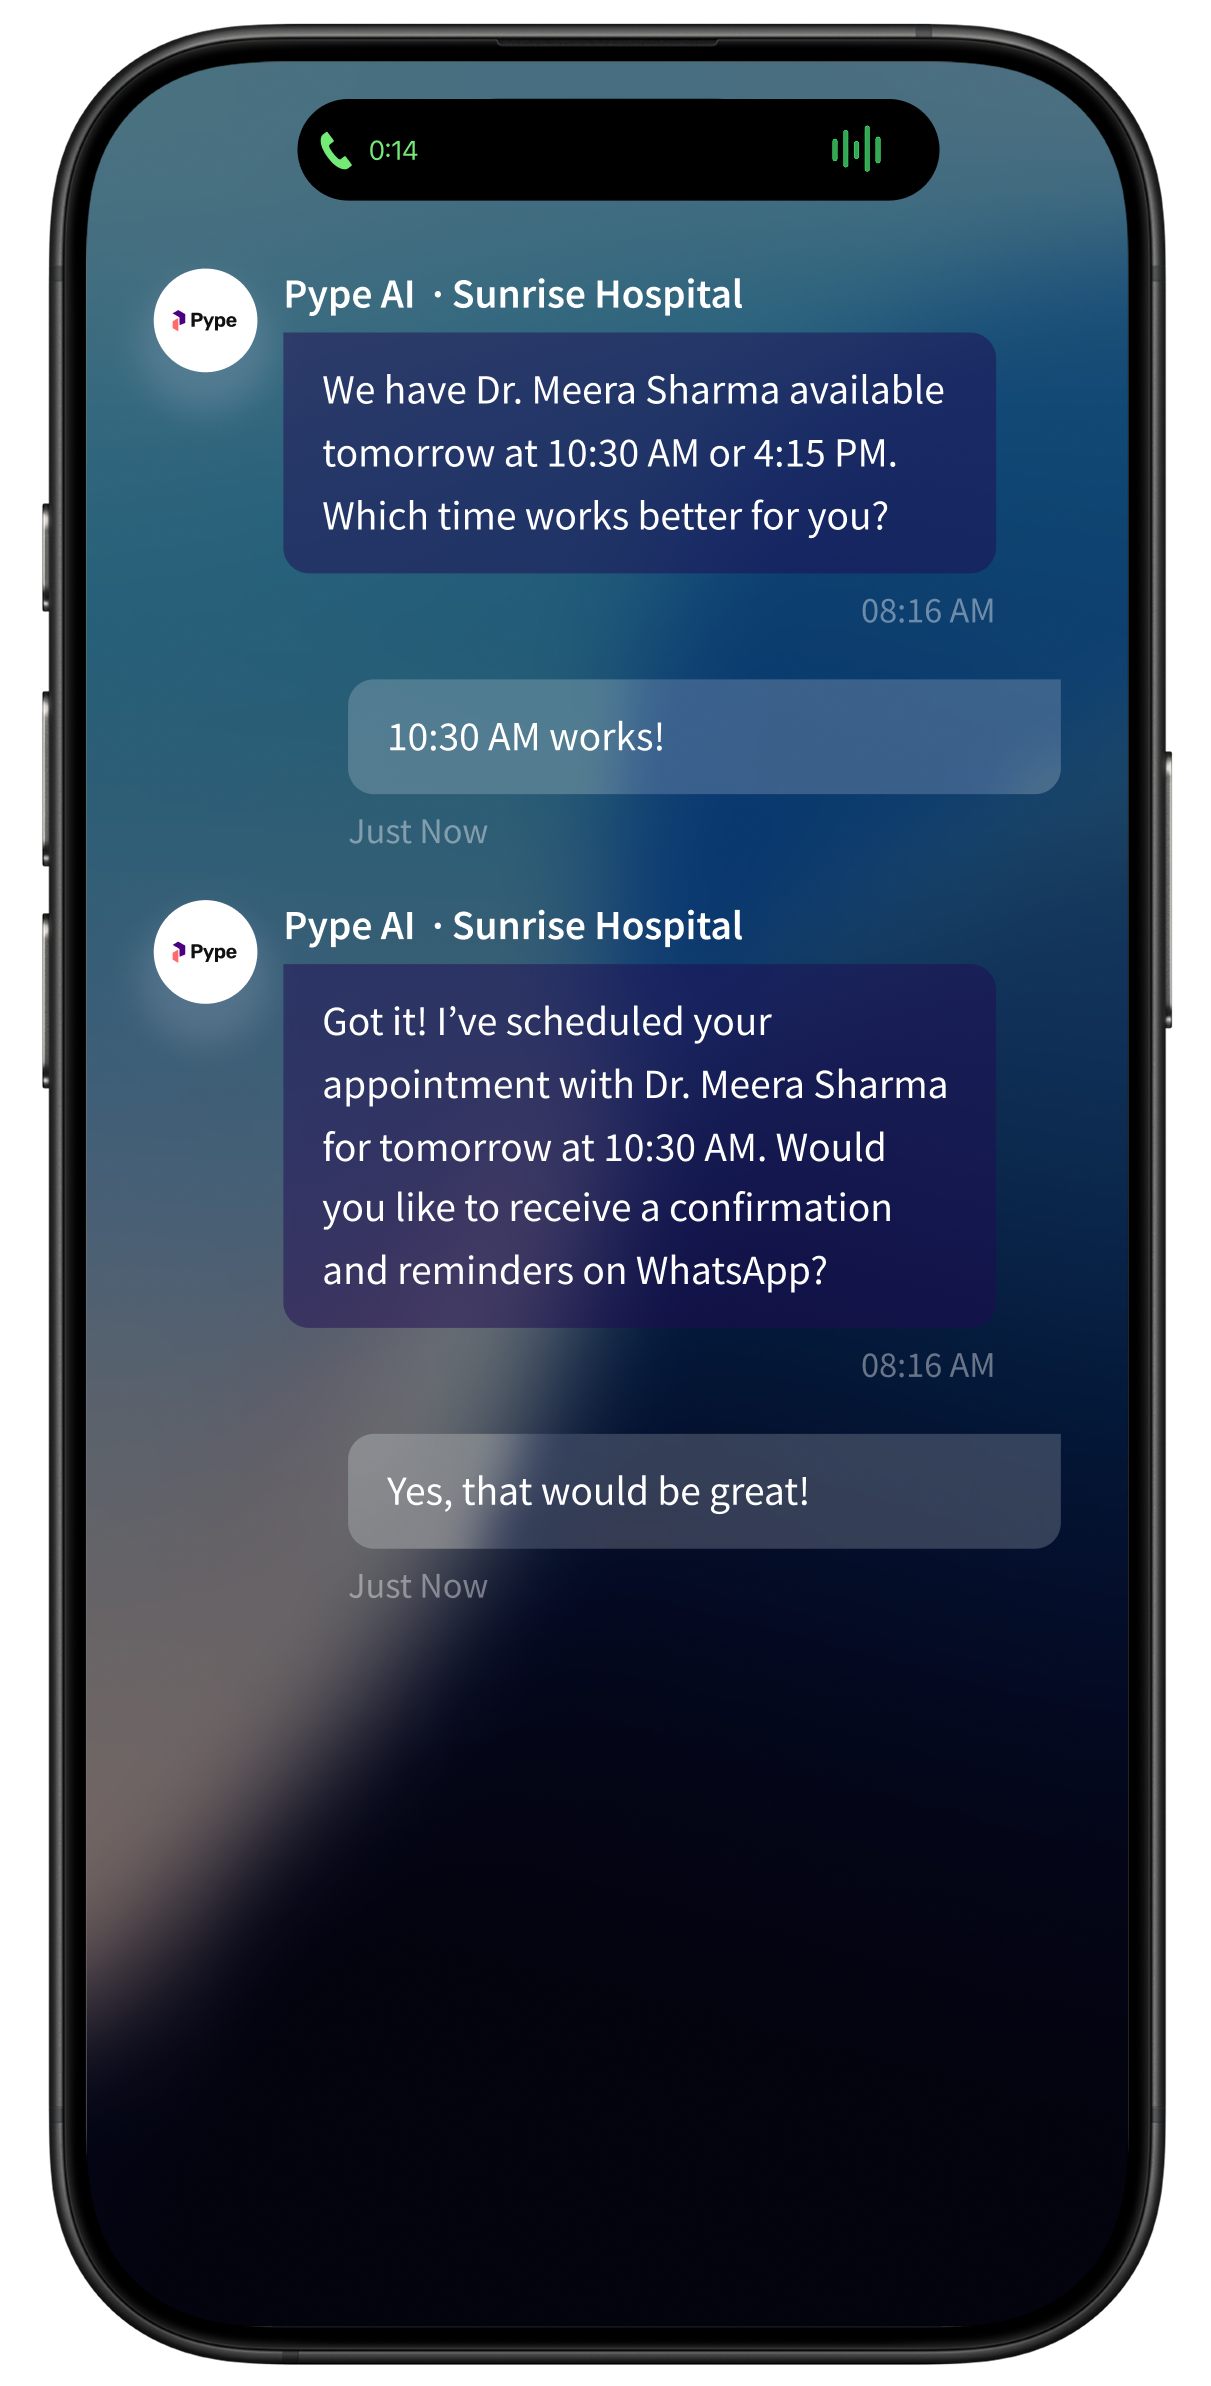 0:14
Pype
Pype AI · Sunrise Hospital
We have Dr. Meera Sharma available
tomorrow at 10:30 AM or 4:15 PM.
Which time works better for you?
08:16 AM
10:30 AM works!
Just Now
Pype
Pype AI · Sunrise Hospital
Got it! I’ve scheduled your
appointment with Dr. Meera Sharma
for tomorrow at 10:30 AM. Would
you like to receive a confirmation
and reminders on WhatsApp?
08:16 AM
Yes, that would be great!
Just Now